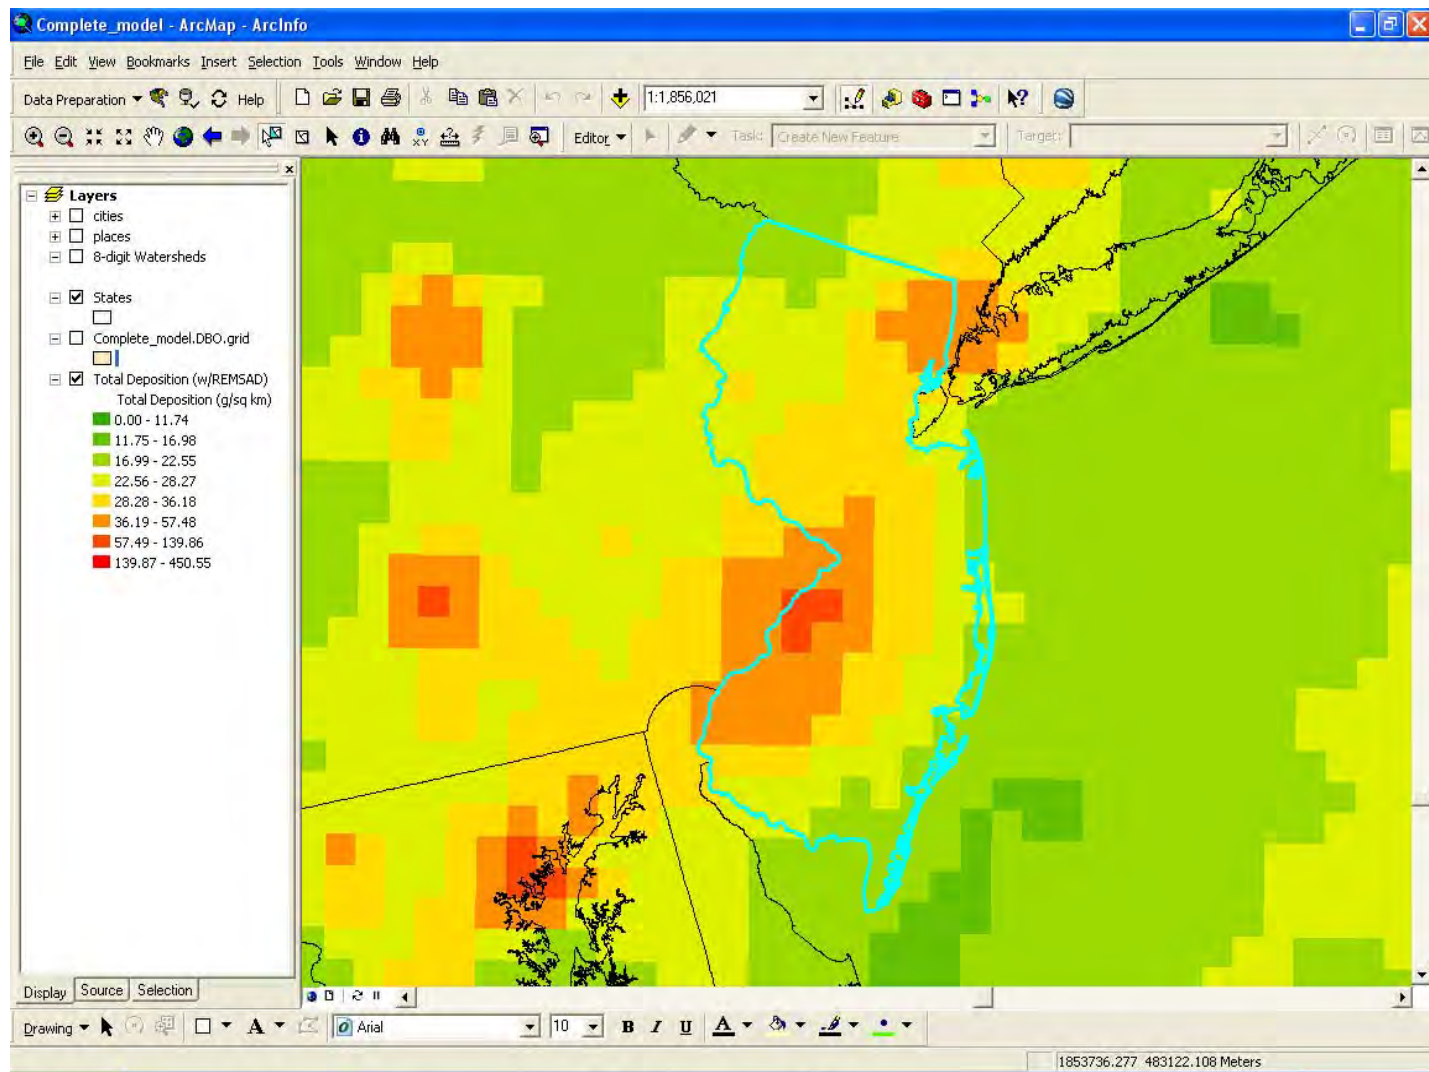 Complete_model - ArcMap - ArcInfo
File Edit View Bookmarks Insert Selection Tools Window Help
Data Preparation Help 1:1,856,021
Editor Task: Create New Feature Target:
Layers
cities
places
8-digit Watersheds
States
Complete_model.DBO.grid
Total Deposition (w/REMSAD)
Total Deposition (g/sq km)
0.00 - 11.74
11.75 - 16.98
16.99 - 22.55
22.56 - 28.27
28.28 - 36.18
36.19 - 57.48
57.49 - 139.86
139.87 - 450.55
Display Source Selection
Drawing A Arial 10 B I U A
1853736.277 483122.108 Meters